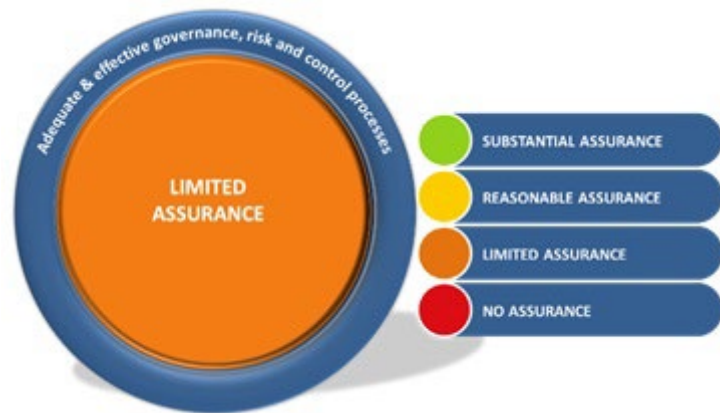 Adequate & effective governance, risk and control processes
LIMITED
ASSURANCE
SUBSTANTIAL ASSURANCE
REASONABLE ASSURANCE
LIMITED ASSURANCE
NO ASSURANCE